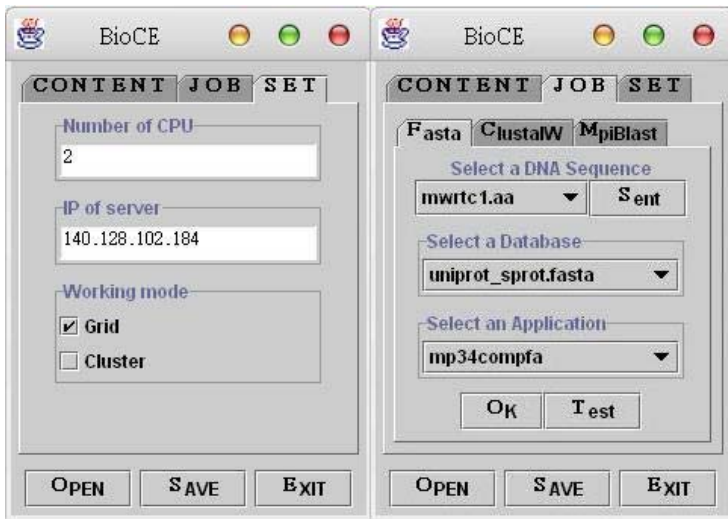 BioCE
CONTENT JOB SET
Number of CPU
2
IP of server
140.128.102.184
Working mode
Grid
Cluster
OPEN SAVE EXIT
BioCE
CONTENT JOB SET
Fasta ClustalW MpiBlast
Select a DNA Sequence
mwrtc1.aa Sent
Select a Database
uniprot_sprot.fasta
Select an Application
mp34compfa
OK Test
OPEN SAVE EXIT